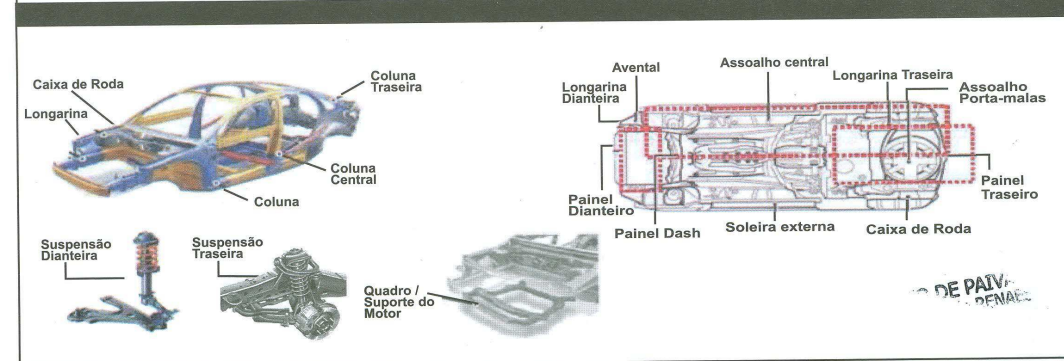 Caixa de Roda
Longarina
Coluna
Traseira
Coluna
Central
Coluna
Suspensão
Dianteira
Suspensão
Traseira
Quadro /
Suporte do
Motor
Avental
Assoalho central
Longarina
Dianteira
Longarina Traseira
Assoalho
Porta-malas
Painel
Dianteiro
Painel Dash
Soleira externa
Caixa de Roda
Painel
Traseiro
DE PAIVA